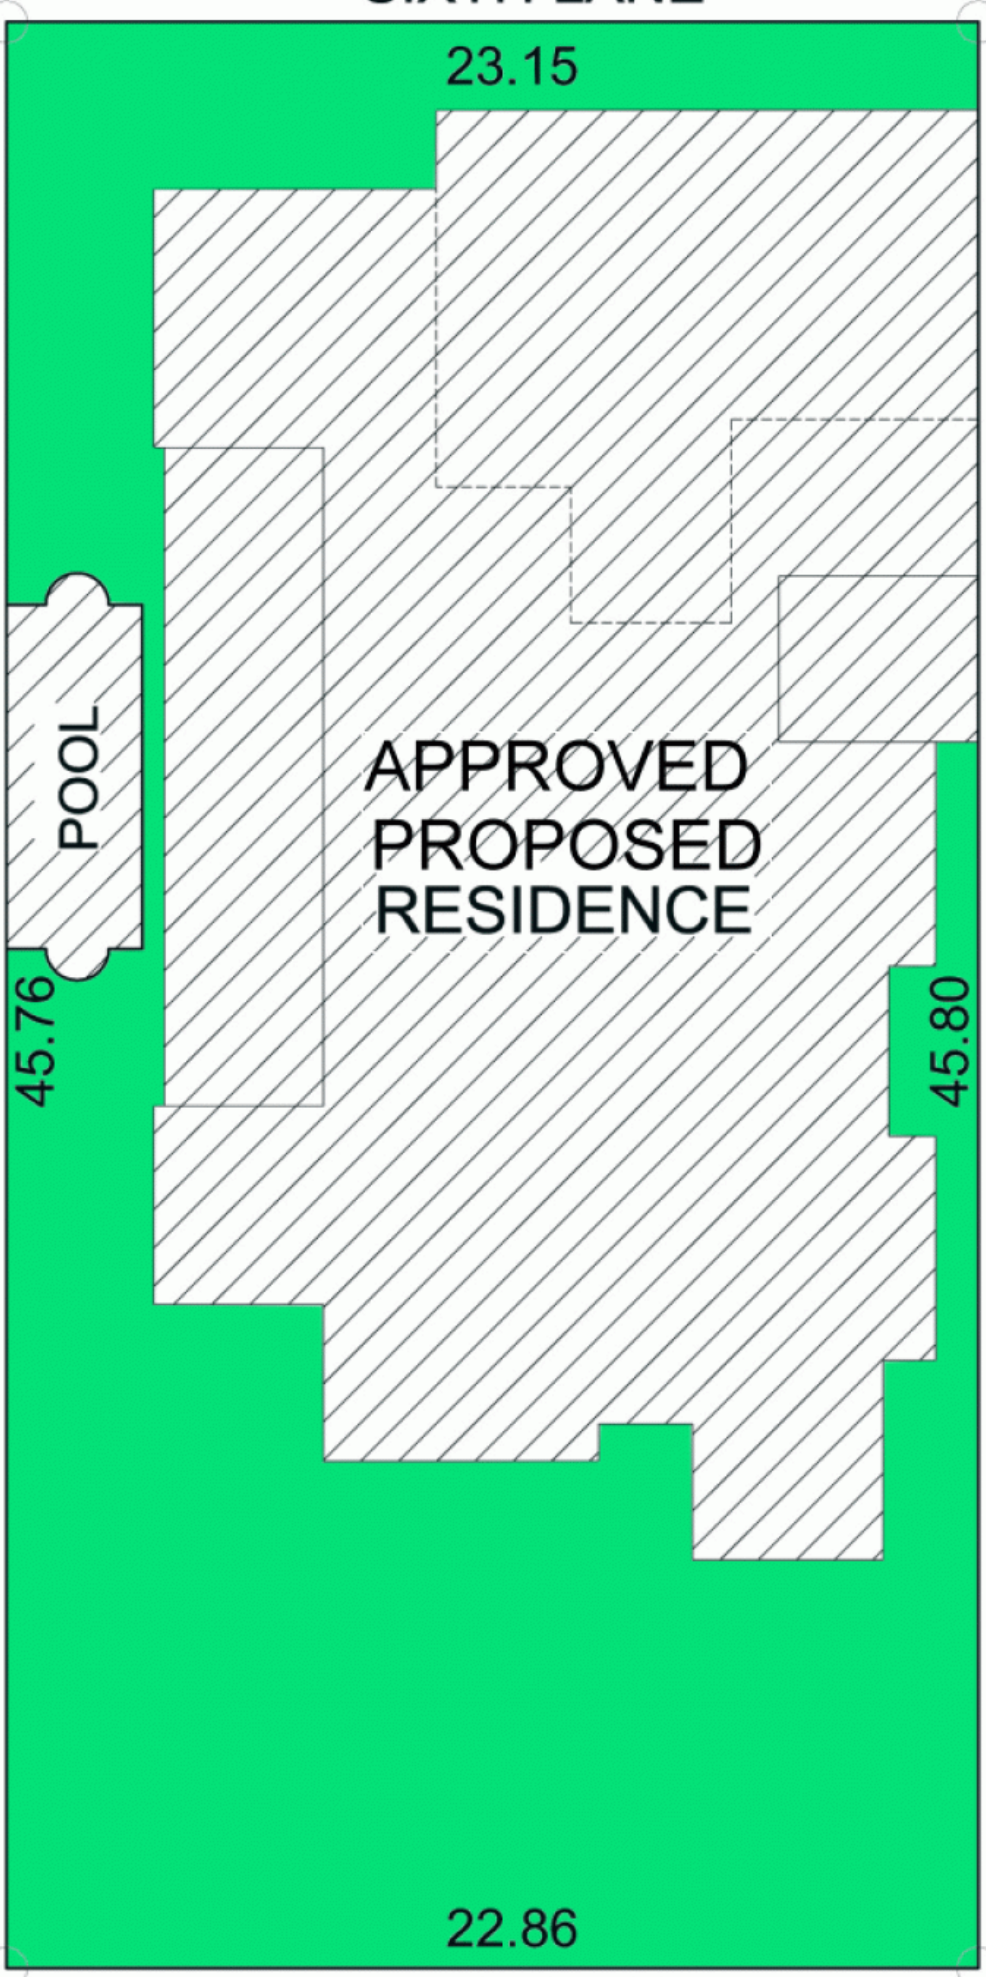 23.15
POOL
APPROVED
PROPOSED
RESIDENCE
45.76
45.80
22.86